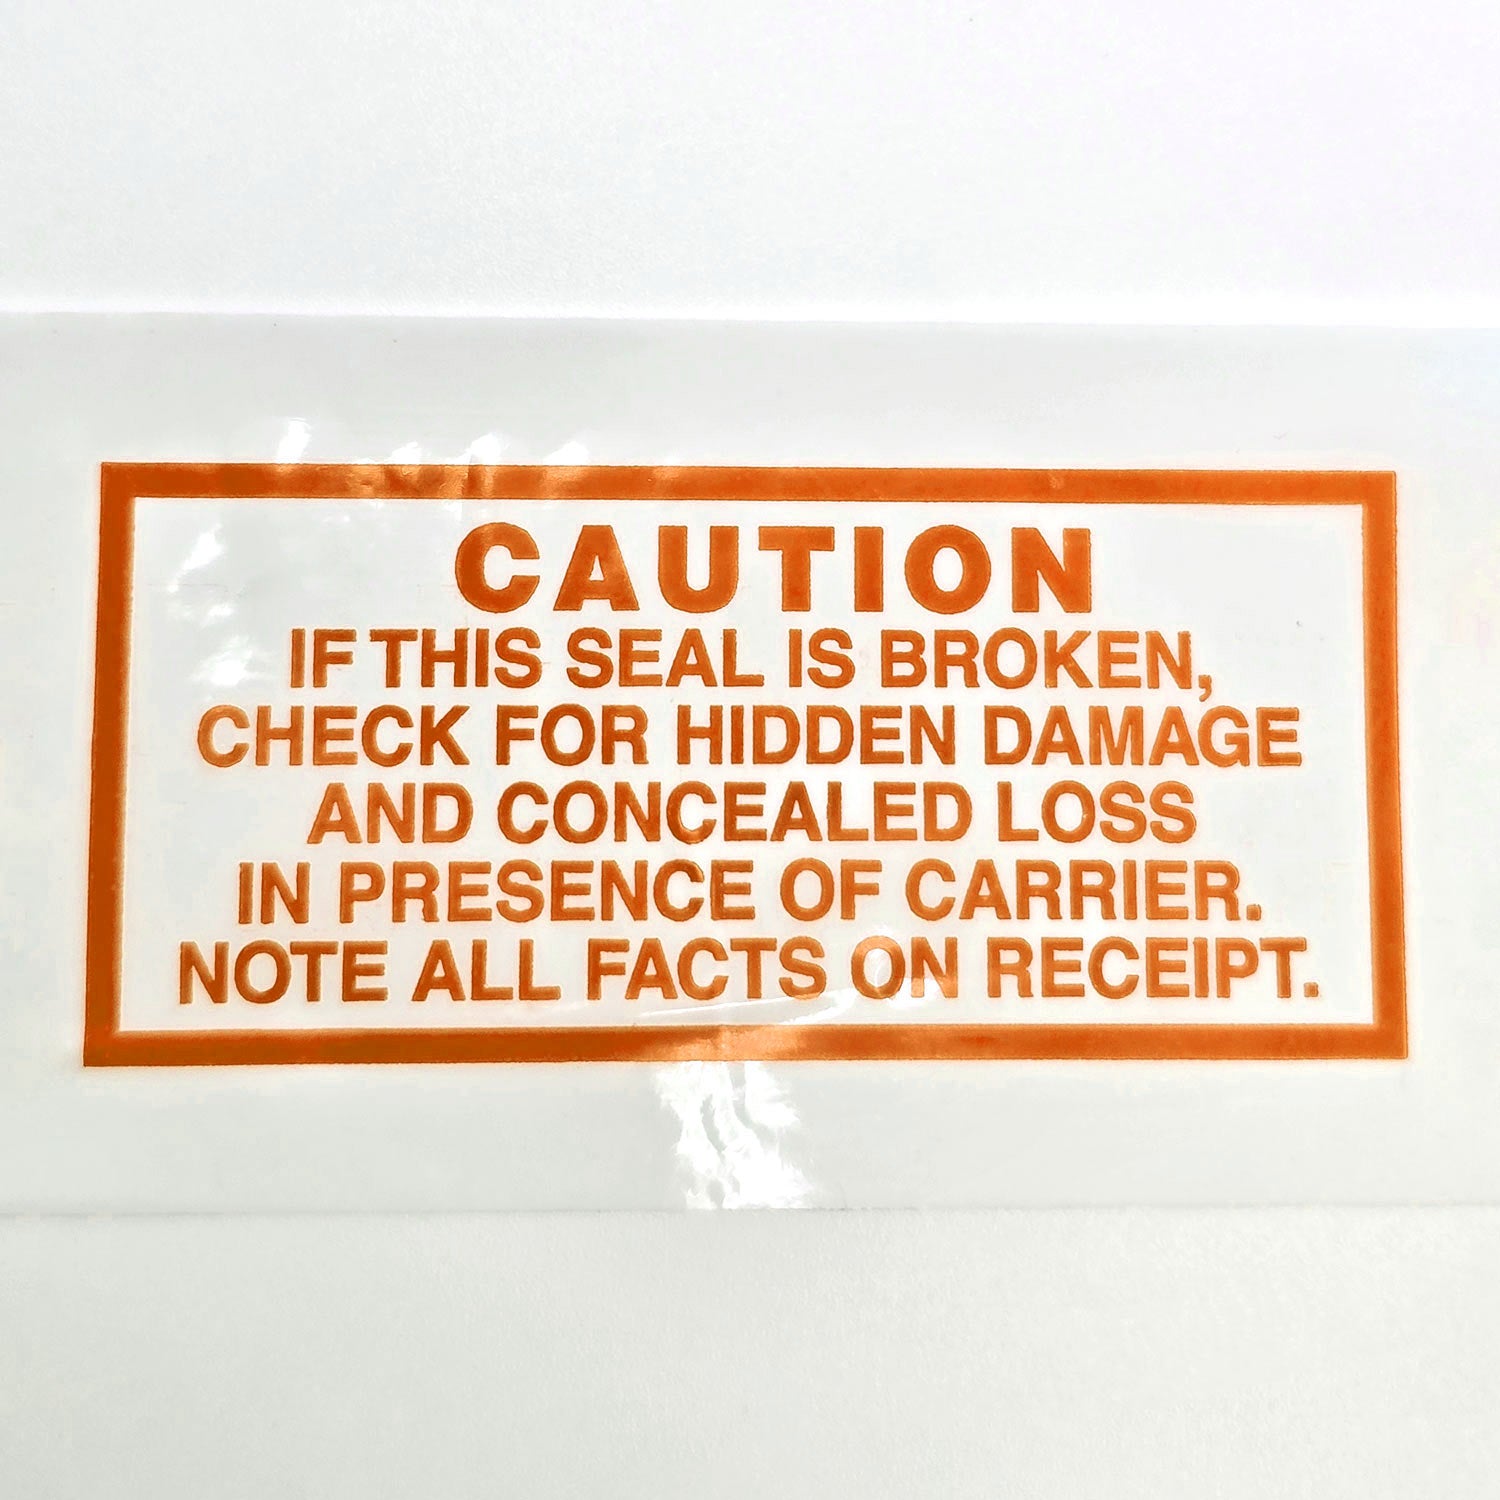 CAUTION
IF THIS SEAL IS BROKEN,
CHECK FOR HIDDEN DAMAGE
AND CONCEALED LOSS
IN PRESENCE OF CARRIER.
NOTE ALL FACTS ON RECEIPT.